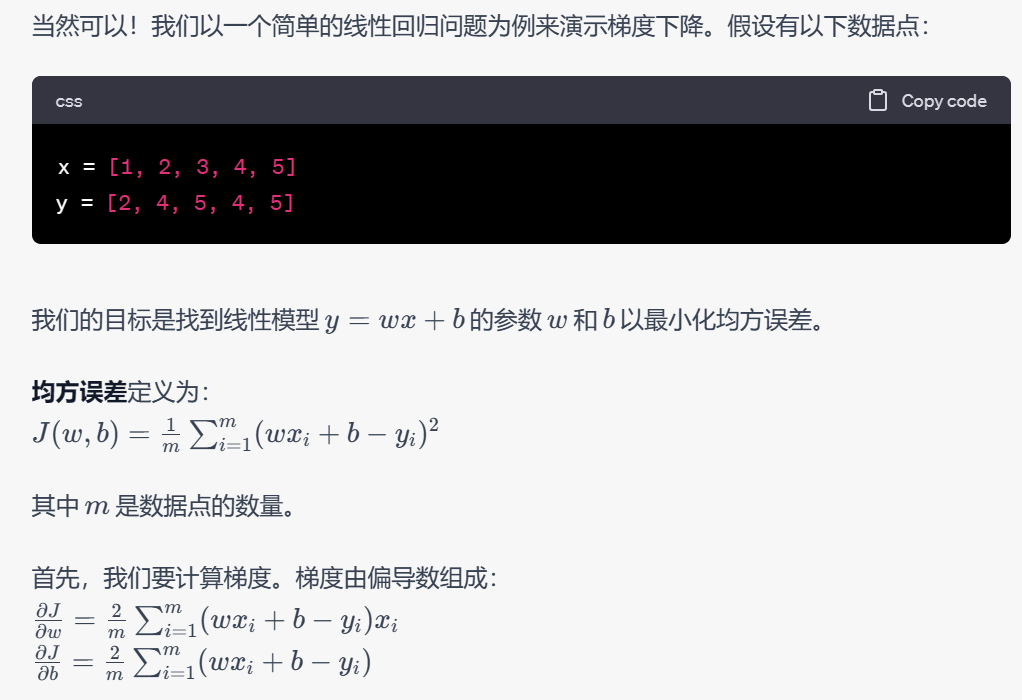 当然可以！我们以一个简单的线性回归问题为例来演示梯度下降。假设有以下数据点：
css Copy code
x = [1, 2, 3, 4, 5]
y = [2, 4, 5, 4, 5]
我们的目标是找到线性模型 $y = wx + b$ 的参数 $w$ 和 $b$ 以最小化均方误差。
均方误差定义为：
$J(w, b) = \frac{1}{m} \sum_{i=1}^{m} (wx_i + b - y_i)^2$
其中 $m$ 是数据点的数量。
首先，我们要计算梯度。梯度由偏导数组成：
$\frac{\partial J}{\partial w} = \frac{2}{m} \sum_{i=1}^{m} (wx_i + b - y_i)x_i$
$\frac{\partial J}{\partial b} = \frac{2}{m} \sum_{i=1}^{m} (wx_i + b - y_i)$